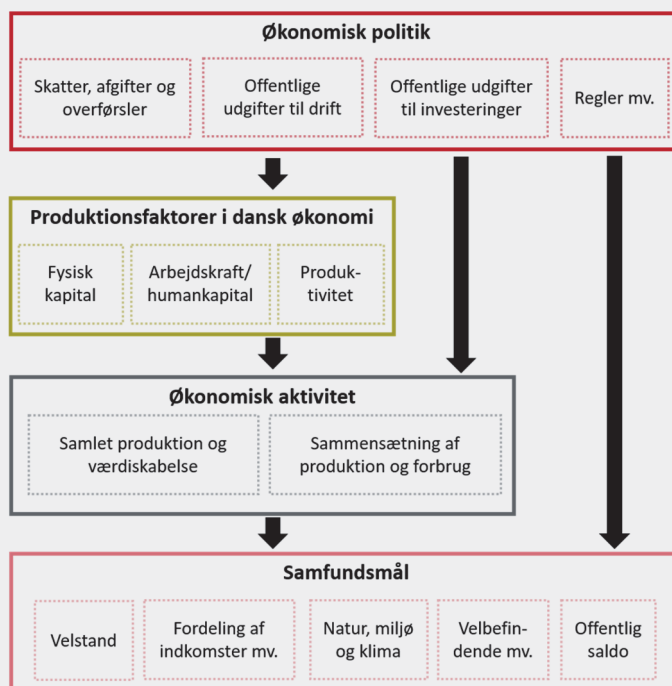 Økonomisk politik
Skatter, afgifter og
overførsler
Offentlige
udgifter til drift
Offentlige udgifter
til investeringer
Regler mv.
Produktionsfaktorer i dansk økonomi
Fysisk
kapital
Arbejdskraft/
humankapital
Produk-
tivitet
Økonomisk aktivitet
Samlet produktion og
værdiskabelse
Sammensætning af
produktion og forbrug
Samfundsmål
Velstand
Fordeling af
indkomster mv.
Natur, miljø
og klima
Velbefin-
dende mv.
Offentlig
saldo